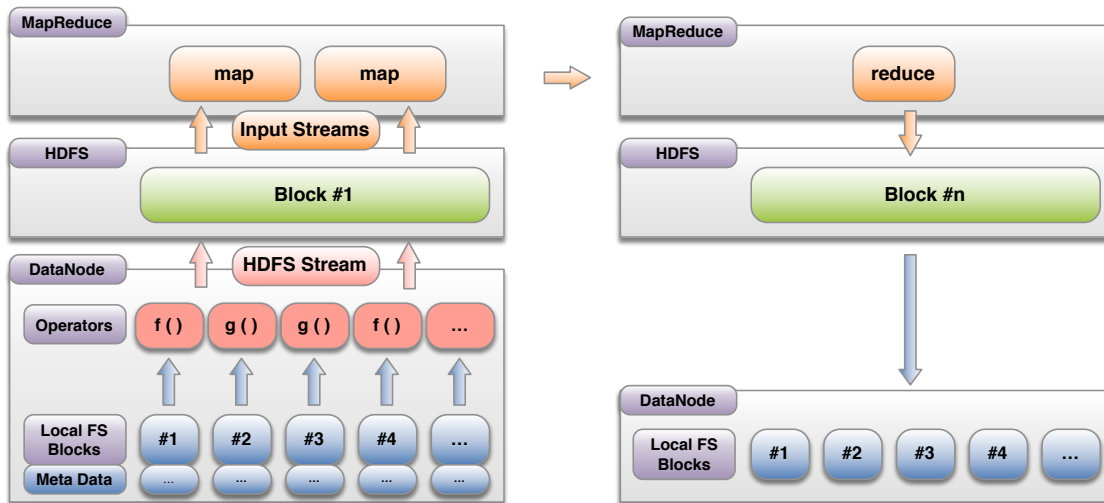 MapReduce
map
map
Input Streams
HDFS
Block #1
HDFS Stream
DataNode
Operators
f ( )
g ( )
g ( )
f ( )
...
Local FS
Blocks
#1
#2
#3
#4
...
Meta Data
...
...
...
...
...
MapReduce
reduce
HDFS
Block #n
DataNode
Local FS
Blocks
#1
#2
#3
#4
...